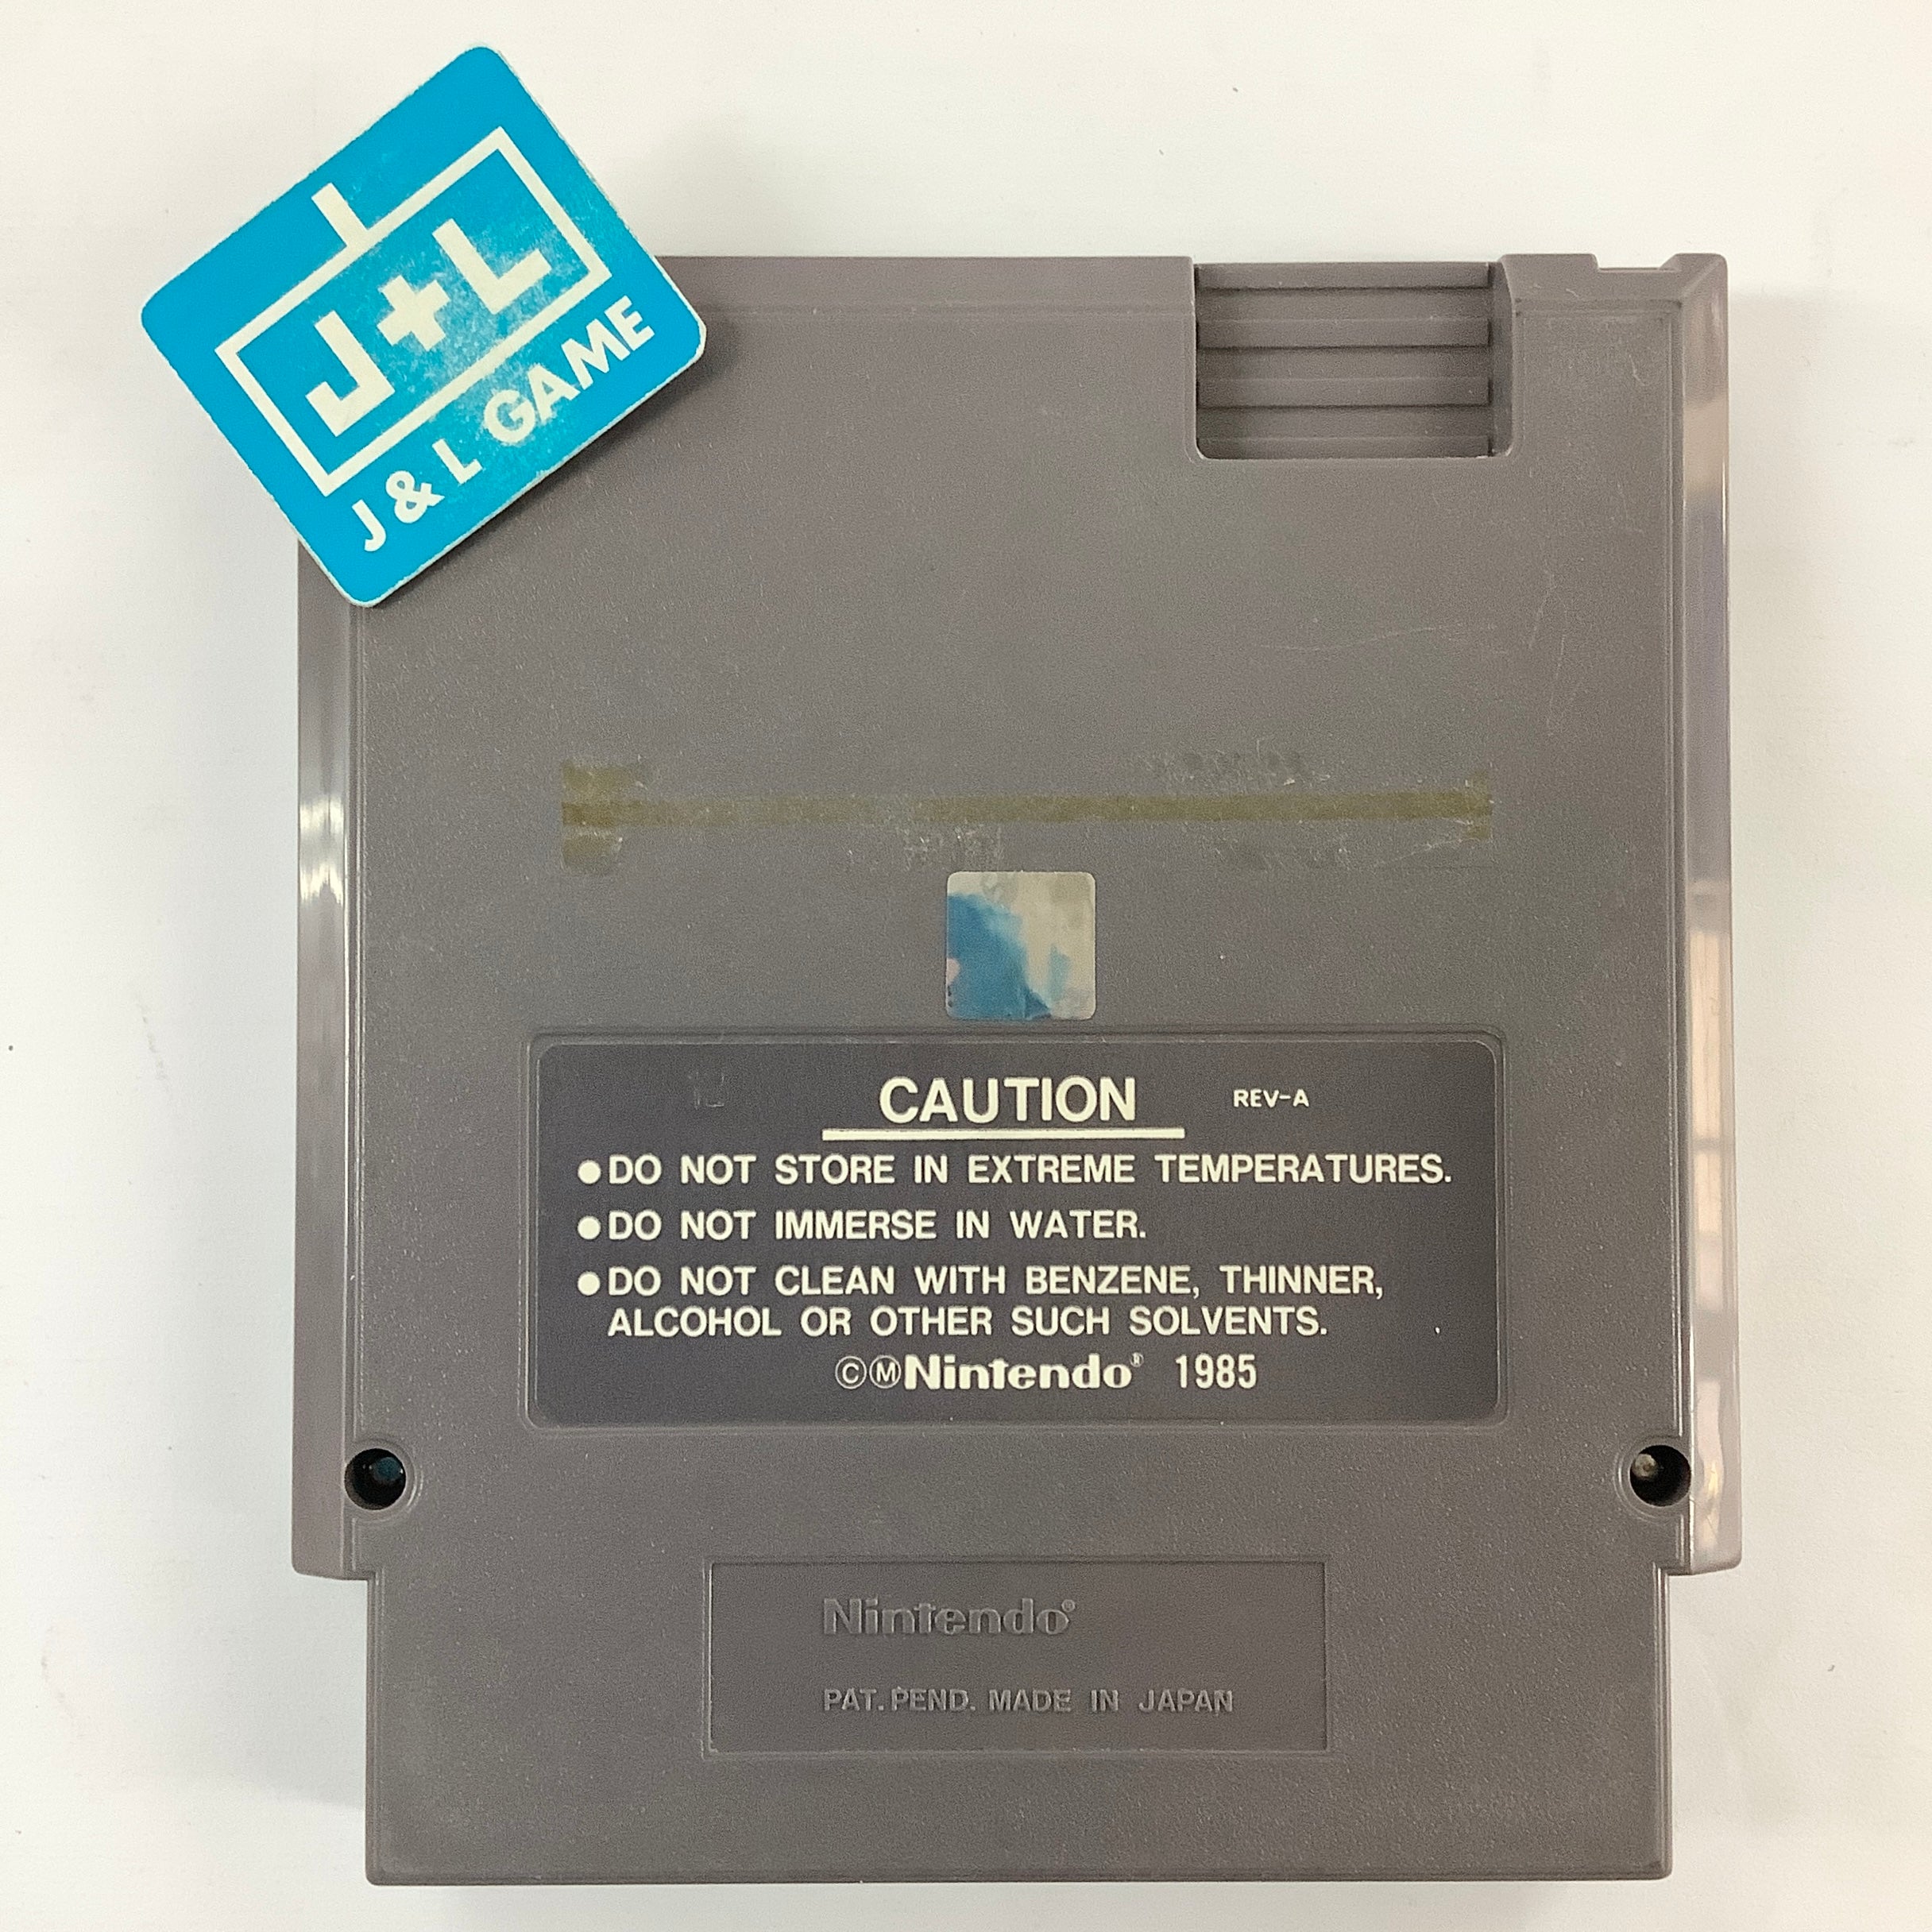 J+L
J & L GAME
CAUTION REV-A
●DO NOT STORE IN EXTREME TEMPERATURES.
●DO NOT IMMERSE IN WATER.
●DO NOT CLEAN WITH BENZENE, THINNER,
ALCOHOL OR OTHER SUCH SOLVENTS.
©ⓂNintendo® 1985
Nintendo®
PAT. PEND. MADE IN JAPAN